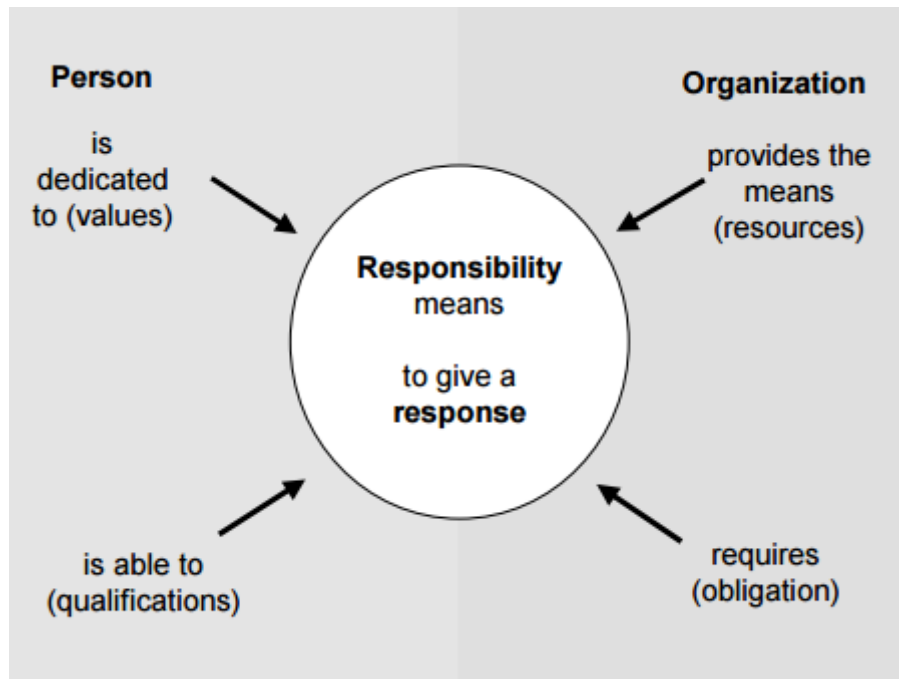 Person
is
dedicated
to (values)
Organization
provides the
means
(resources)
Responsibility
means
to give a
response
is able to
(qualifications)
requires
(obligation)